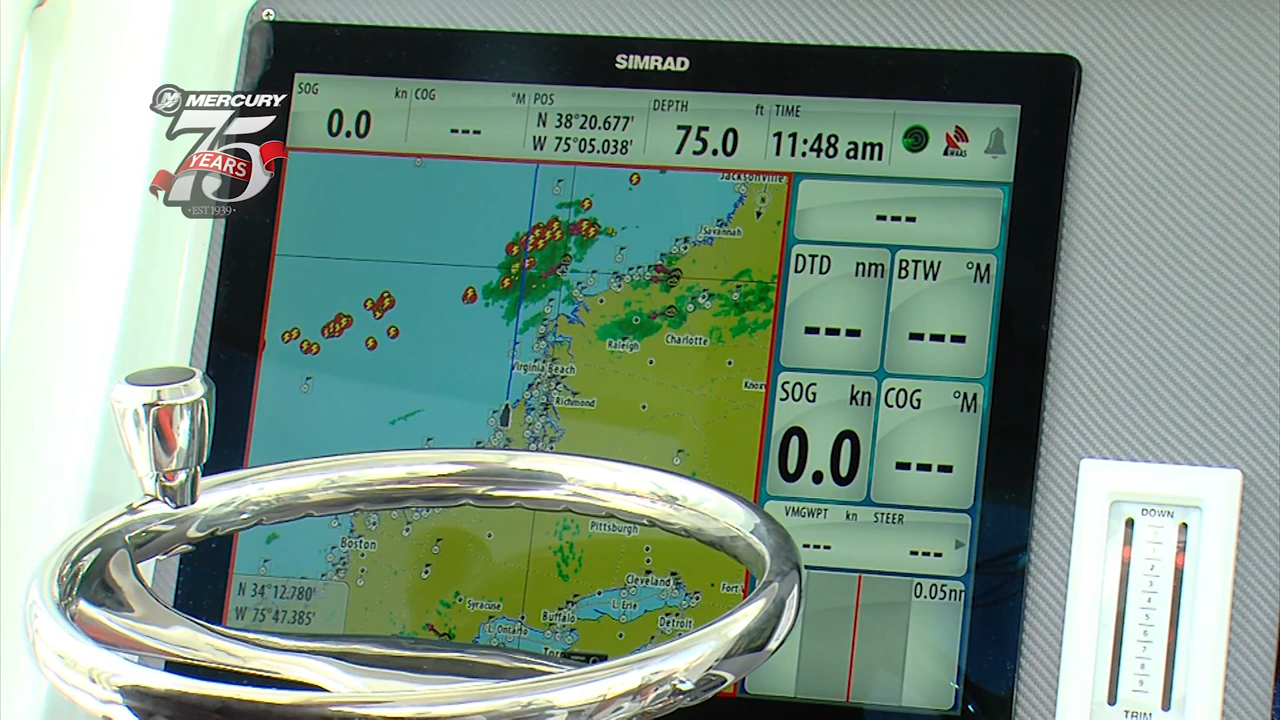 SIMRAD
MERCURY
75
YEARS
EST 1939
SOG kn
0.0
COG °M
---
POS
N 38°20.677'
W 75°05.038'
DEPTH ft
75.0
TIME
11:48 am
WAAS
Jacksonville
Savannah
Charlotte
Raleigh
Virginia Beach
Richmond
Pittsburgh
Boston
Cleveland
Fort
L. Erie
Syracuse
Buffalo
Detroit
L. Ontario
N 34°12.780'
W 75°47.385'
---
DTD nm
---
BTW °M
---
SOG kn
0.0
COG °M
---
VMGWPT kn
---
STEER
---
0.05
DOWN
2
3
4
5
6
7
8
9
TRIM